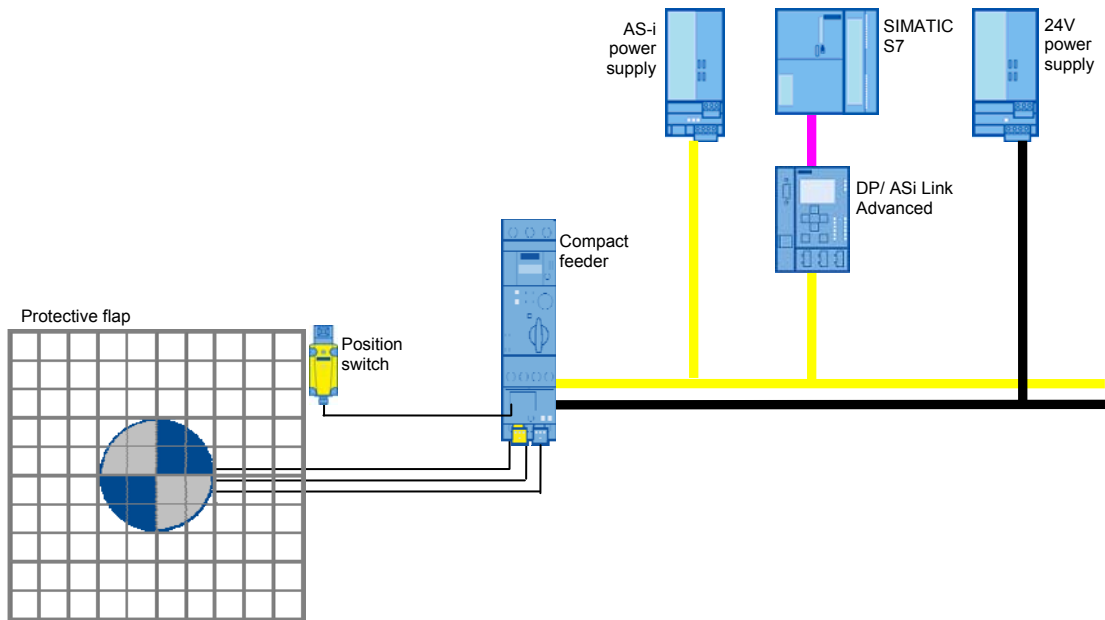 AS-i
power
supply
SIMATIC
S7
24V
power
supply
DP/ ASi Link
Advanced
Compact
feeder
Protective flap
Position
switch